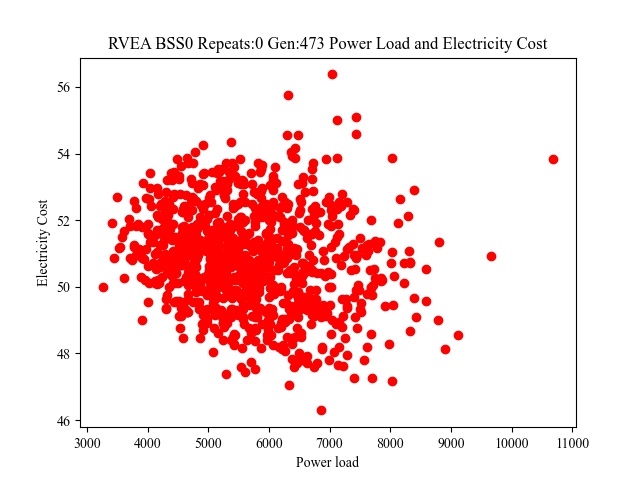 RVEA BSS0 Repeats:0 Gen:473 Power Load and Electricity Cost
Electricity Cost
56
54
52
50
48
46
3000 4000 5000 6000 7000 8000 9000 10000 11000
Power load